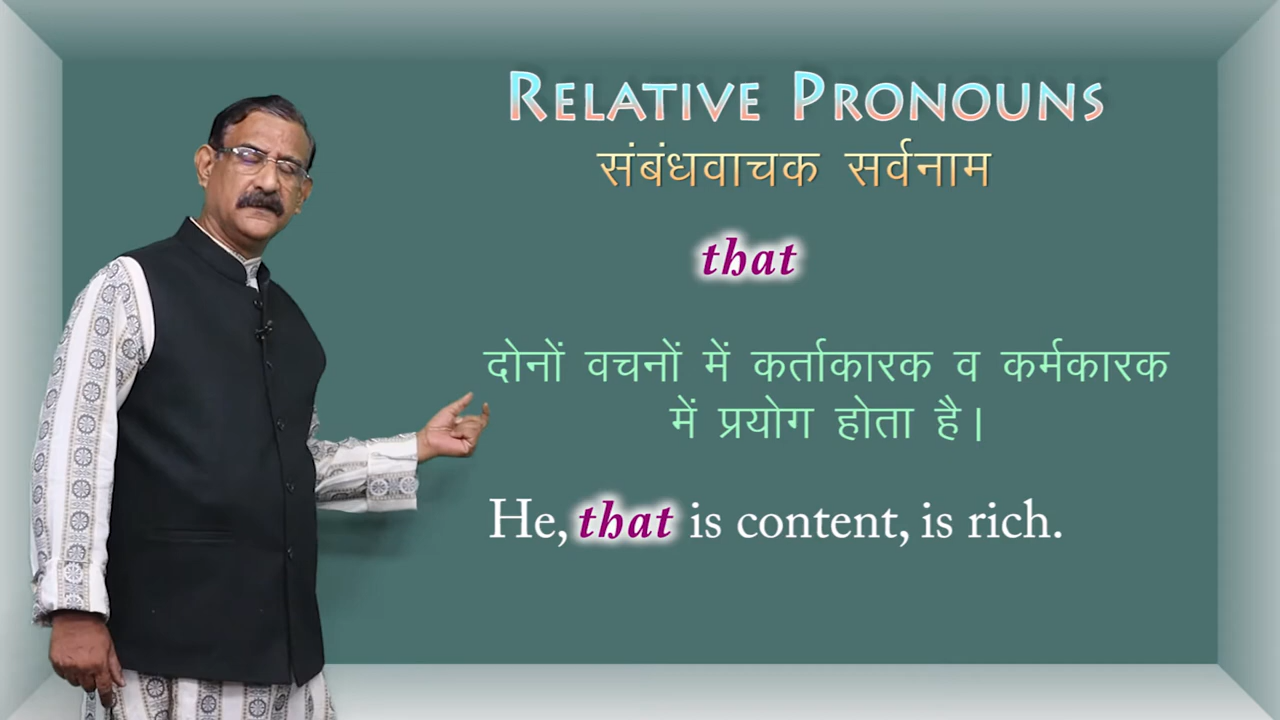 RELATIVE PRONOUNS
संबंधवाचक सर्वनाम
that
दोनों वचनों में कर्ताकारक व कर्मकारक
में प्रयोग होता है।
He, that is content, is rich.